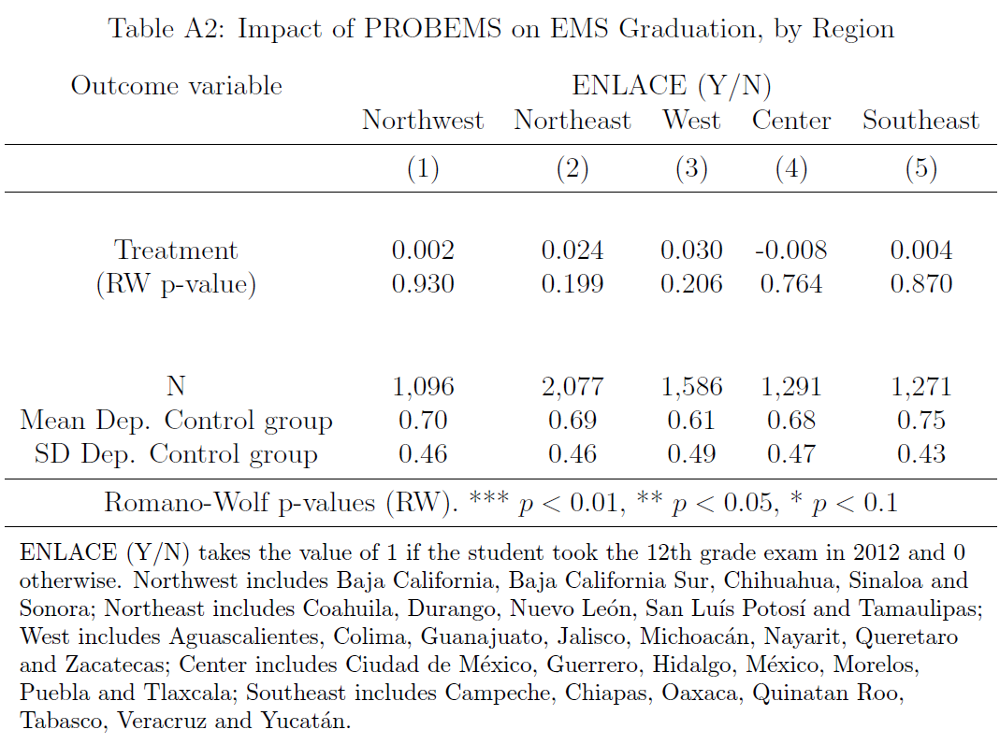 Table A2: Impact of PROBEMS on EMS Graduation, by Region
Outcome variable ENLACE (Y/N)
Northwest Northeast West Center Southeast
(1) (2) (3) (4) (5)
Treatment 0.002 0.024 0.030 -0.008 0.004
(RW p-value) 0.930 0.199 0.206 0.764 0.870
N 1,096 2,077 1,586 1,291 1,271
Mean Dep. Control group 0.70 0.69 0.61 0.68 0.75
SD Dep. Control group 0.46 0.46 0.49 0.47 0.43
Romano-Wolf p-values (RW). *** p < 0.01, ** p < 0.05, * p < 0.1
ENLACE (Y/N) takes the value of 1 if the student took the 12th grade exam in 2012 and 0
otherwise. Northwest includes Baja California, Baja California Sur, Chihuahua, Sinaloa and
Sonora; Northeast includes Coahuila, Durango, Nuevo León, San Luís Potosí and Tamaulipas;
West includes Aguascalientes, Colima, Guanajuato, Jalisco, Michoacán, Nayarit, Queretaro
and Zacatecas; Center includes Ciudad de México, Guerrero, Hidalgo, México, Morelos,
Puebla and Tlaxcala; Southeast includes Campeche, Chiapas, Oaxaca, Quinatan Roo,
Tabasco, Veracruz and Yucatán.